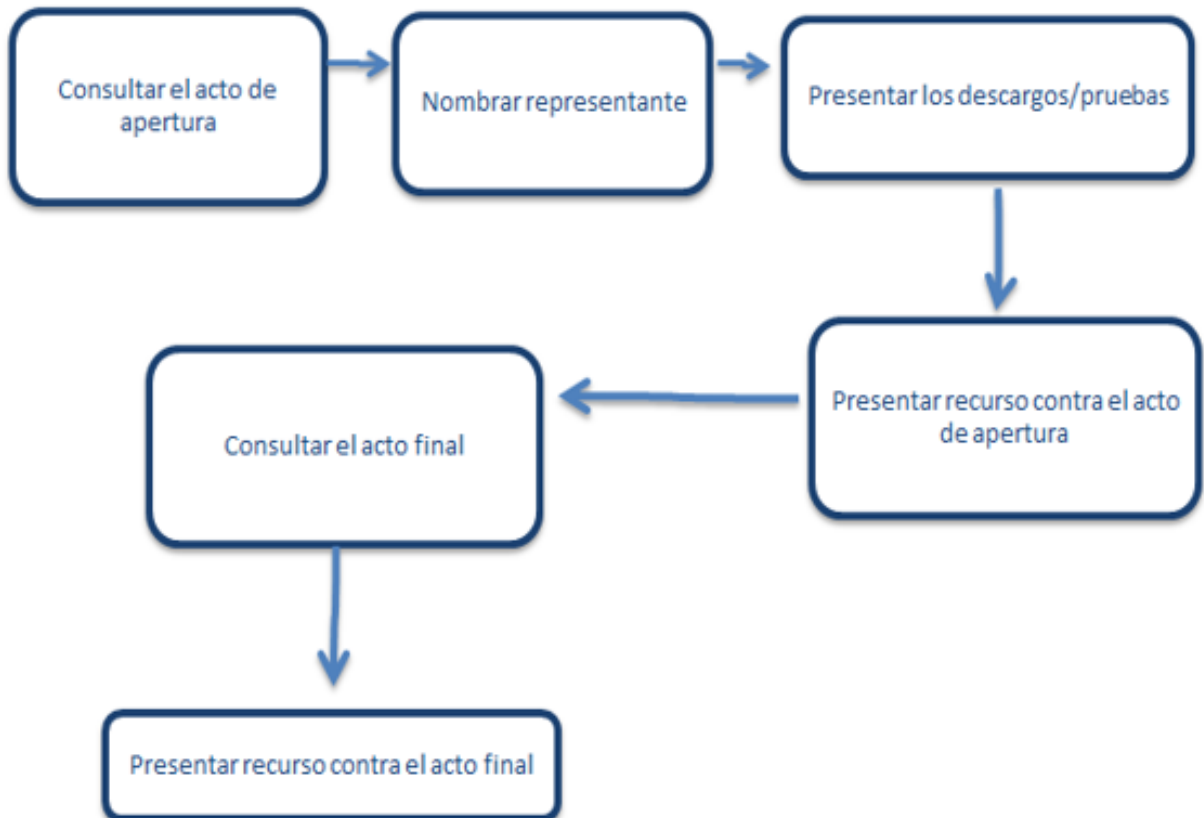 Consultar el acto de
apertura
Nombrar representante
Presentar los descargos/pruebas
Presentar recurso contra el acto
de apertura
Consultar el acto final
Presentar recurso contra el acto final